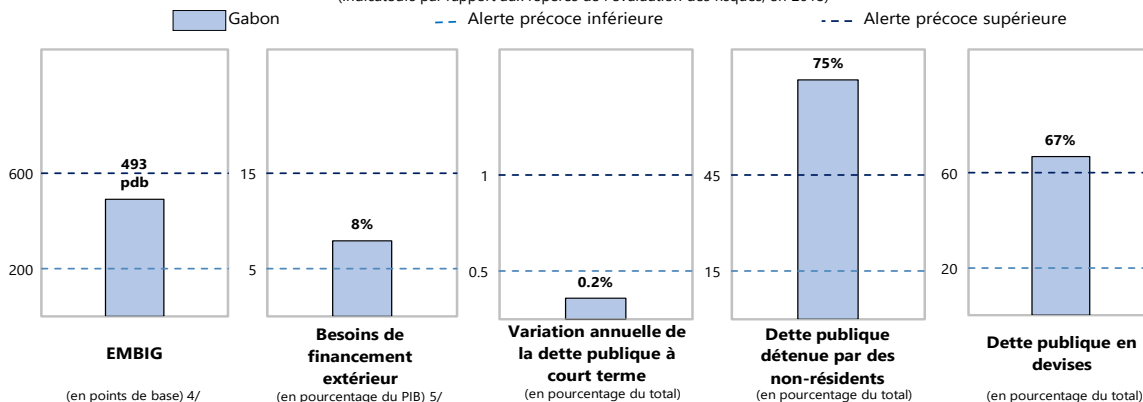 (Indicateurs par rapport aux repères de l'évaluation des risques, en 2018)
Gabon
Alerte précoce inférieure
Alerte précoce supérieure
493
pdb
600
200
EMBIG
(en points de base) 4/
15
8%
5
Besoins de
financement
extérieur
(en pourcentage du PIB) 5/
1
0.5
0.2%
Variation annuelle de
la dette publique à
court terme
(en pourcentage du total)
75%
45
15
Dette publique
détenue par des
non-résidents
(en pourcentage du total)
67%
60
20
Dette publique en
devises
(en pourcentage du total)